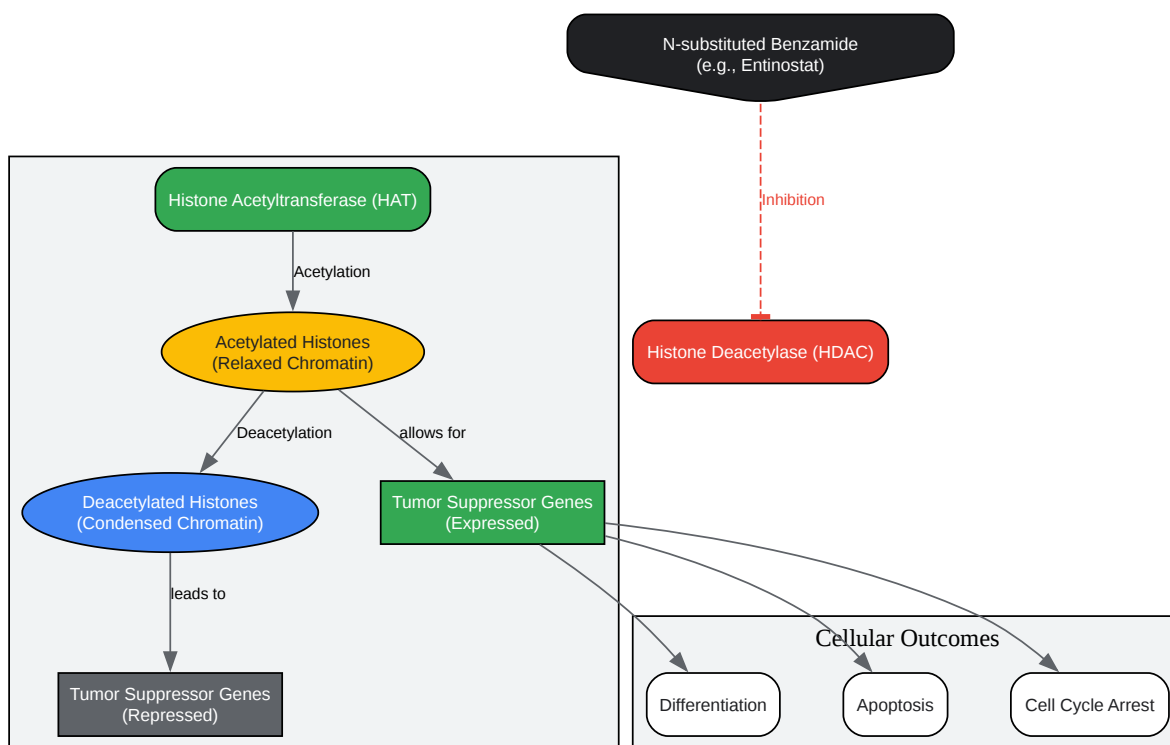 N-substituted Benzamide
(e.g., Entinostat)
Histone Acetyltransferase (HAT)
Inhibition
Acetylation
Acetylated Histones
(Relaxed Chromatin)
Histone Deacetylase (HDAC)
Deacetylation
allows for
Deacetylated Histones
(Condensed Chromatin)
Tumor Suppressor Genes
(Expressed)
leads to
Cellular Outcomes
Tumor Suppressor Genes
(Repressed)
Differentiation
Apoptosis
Cell Cycle Arrest